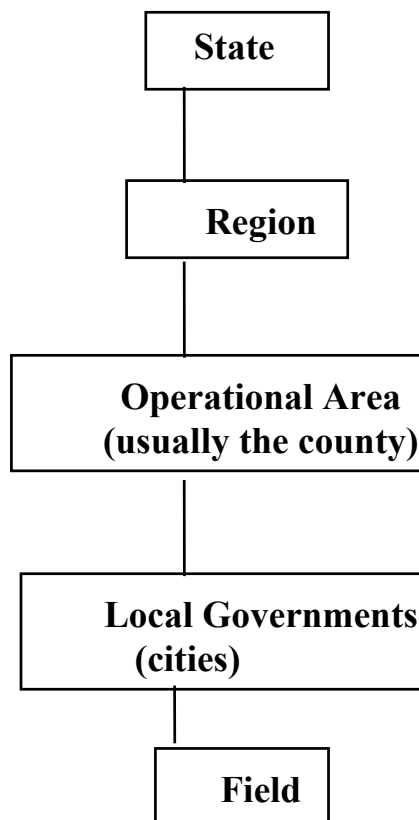 State
Region
Operational Area
(usually the county)
Local Governments
(cities)
Field